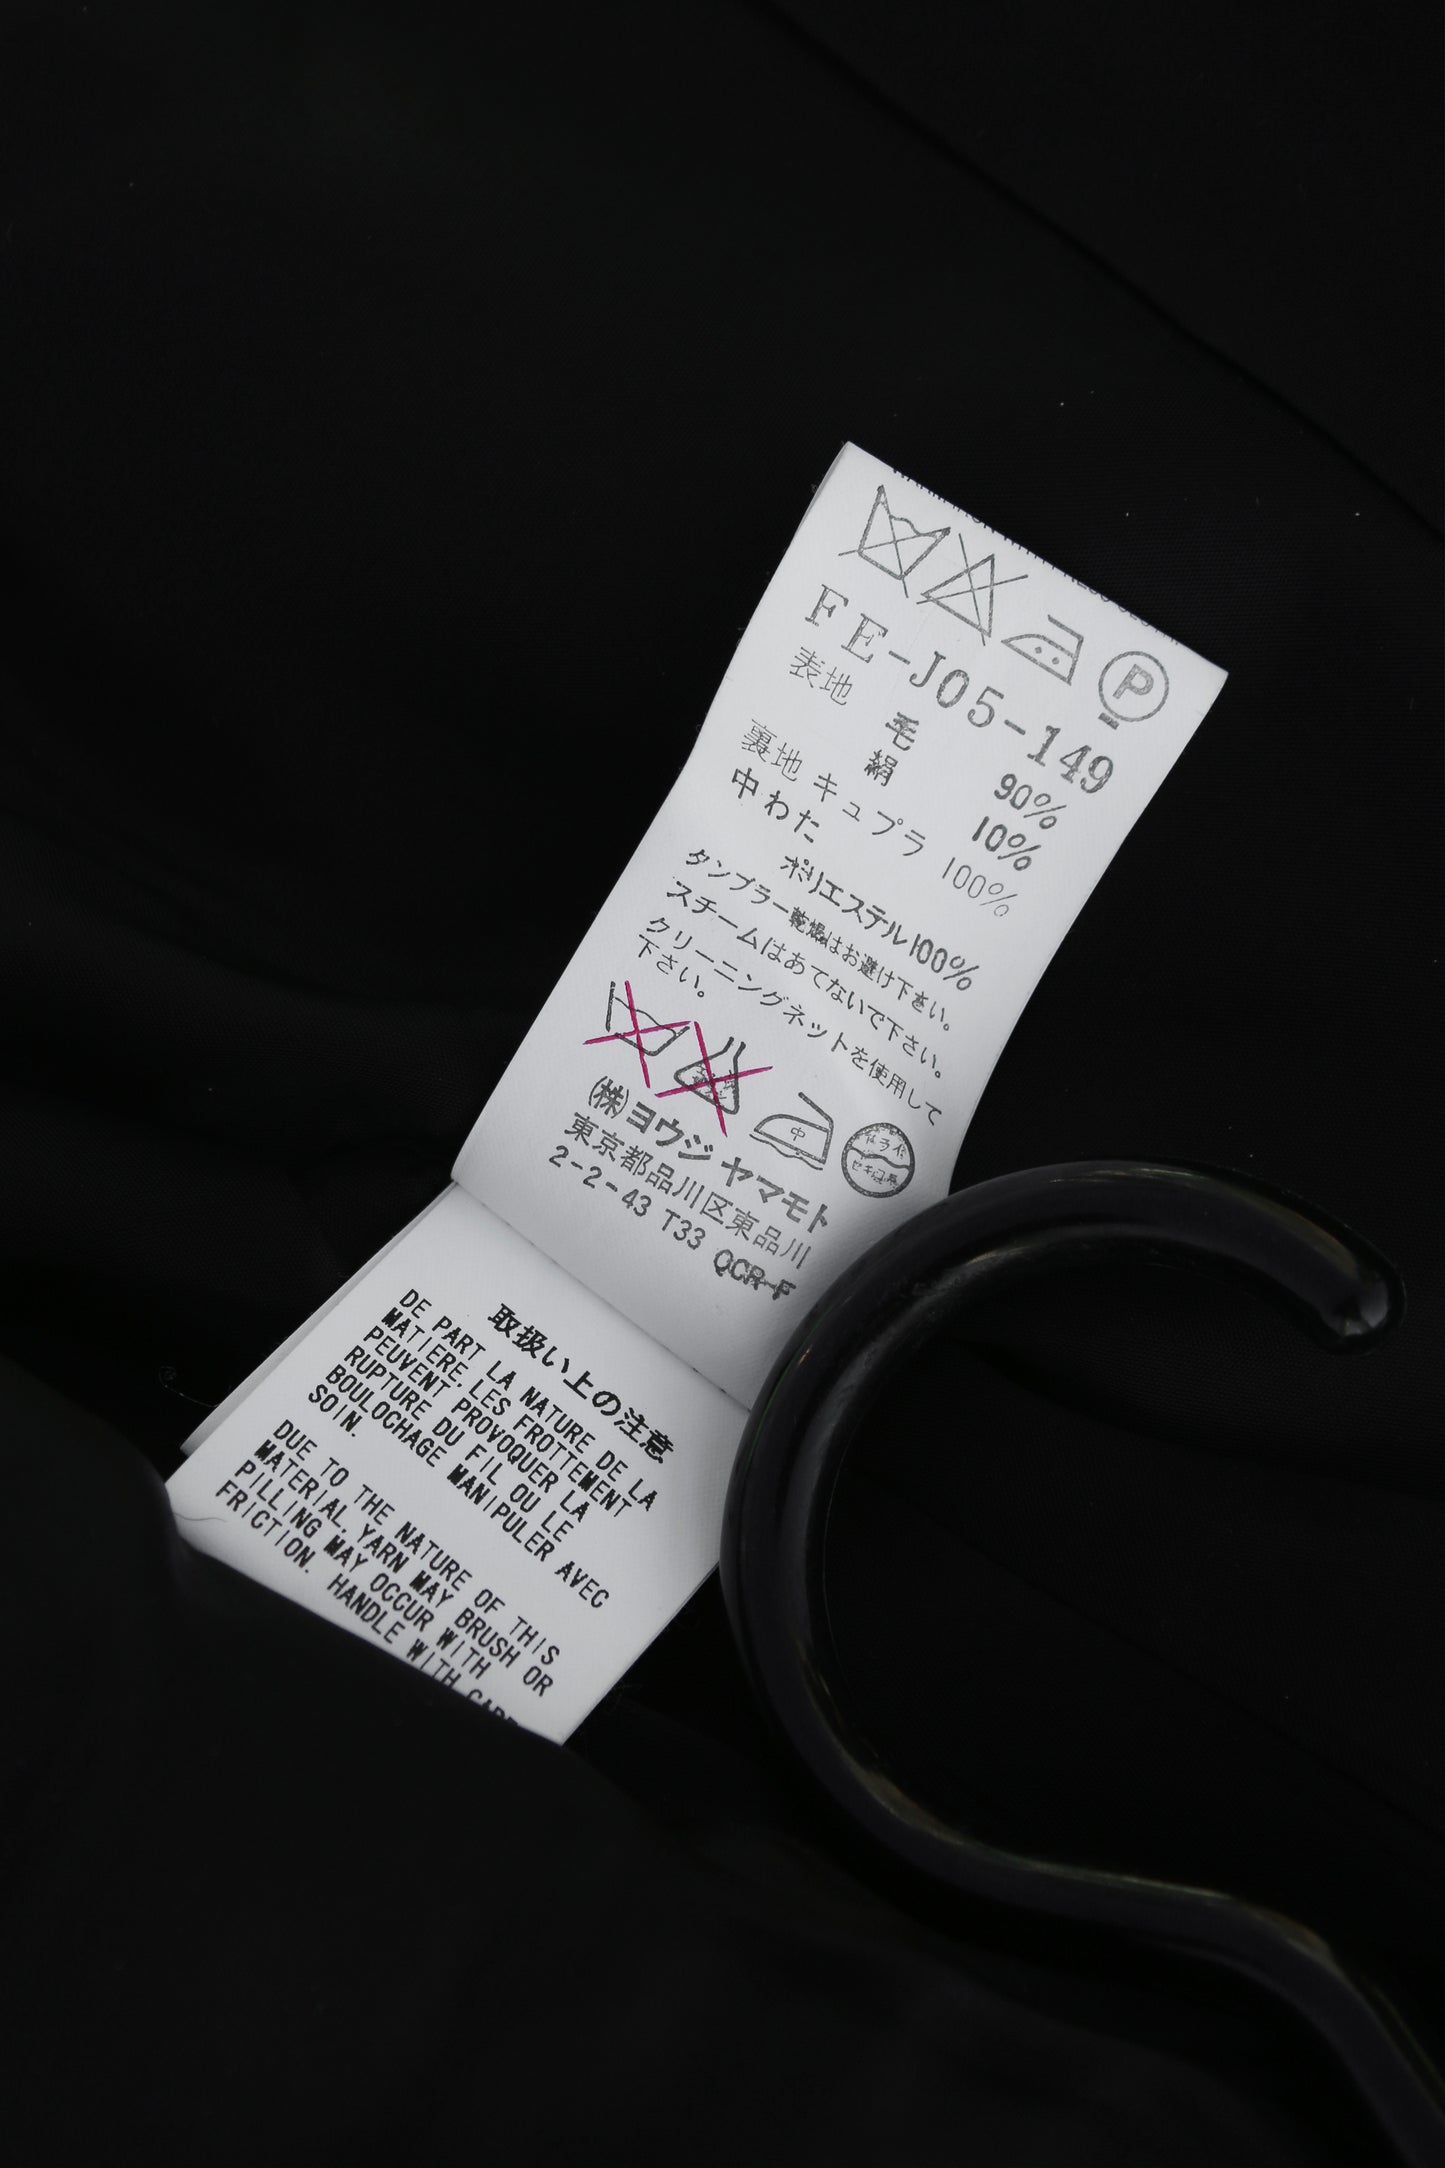 P
FE-J05-149
表地 毛 90%
絹 10%
裏地 キュプラ 100%
中わた
ポリエステル100%
タンブラー乾燥はお避け下さい。
スチームはあてないで下さい。
クリーニングネットを使用して
下さい。
中
ドライ
セキユ系
(株)ヨウジ ヤマモト
東京都品川区東品川
2-2-43 T33 QCR-F
取扱い上の注意
DE PART LA NATURE DE LA
MATIERE, LES FROTTEMENT
PEUVENT PROVOQUER LA
RUPTURE DU FIL OU LE
BOULOCHAGE MANIPULER AVEC
SOIN.
DUE TO THE NATURE OF THIS
MATERIAL, YARN MAY BRUSH OR
PILLING MAY OCCUR WITH
FRICTION. HANDLE WITH